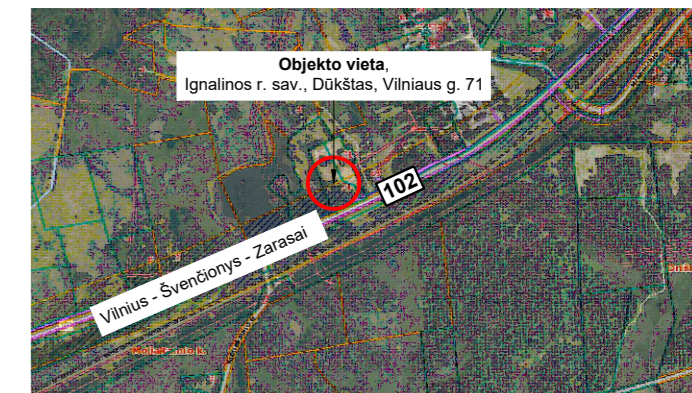 Objekto vieta,
Ignalinos r. sav., Dūkštas, Vilniaus g. 71
102
Vilnius - Švenčionys - Zarasai